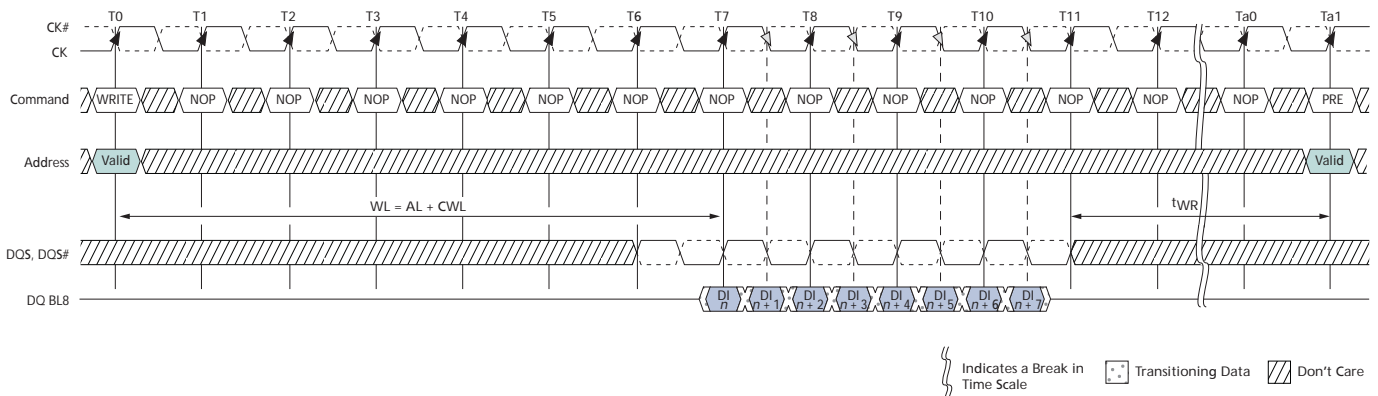 T0 T1 T2 T3 T4 T5 T6 T7 T8 T9 T10 T11 T12 Ta0 Ta1
CK#
CK
Command WRITE NOP NOP NOP NOP NOP NOP NOP NOP NOP NOP NOP NOP NOP PRE
Address Valid Valid
WL = AL + CWL tWR
DQS, DQS#
DQ BL8 DI n DI n + 1 DI n + 2 DI n + 3 DI n + 4 DI n + 5 DI n + 6 DI n + 7
Indicates a Break in
Time Scale
Transitioning Data
Don't Care